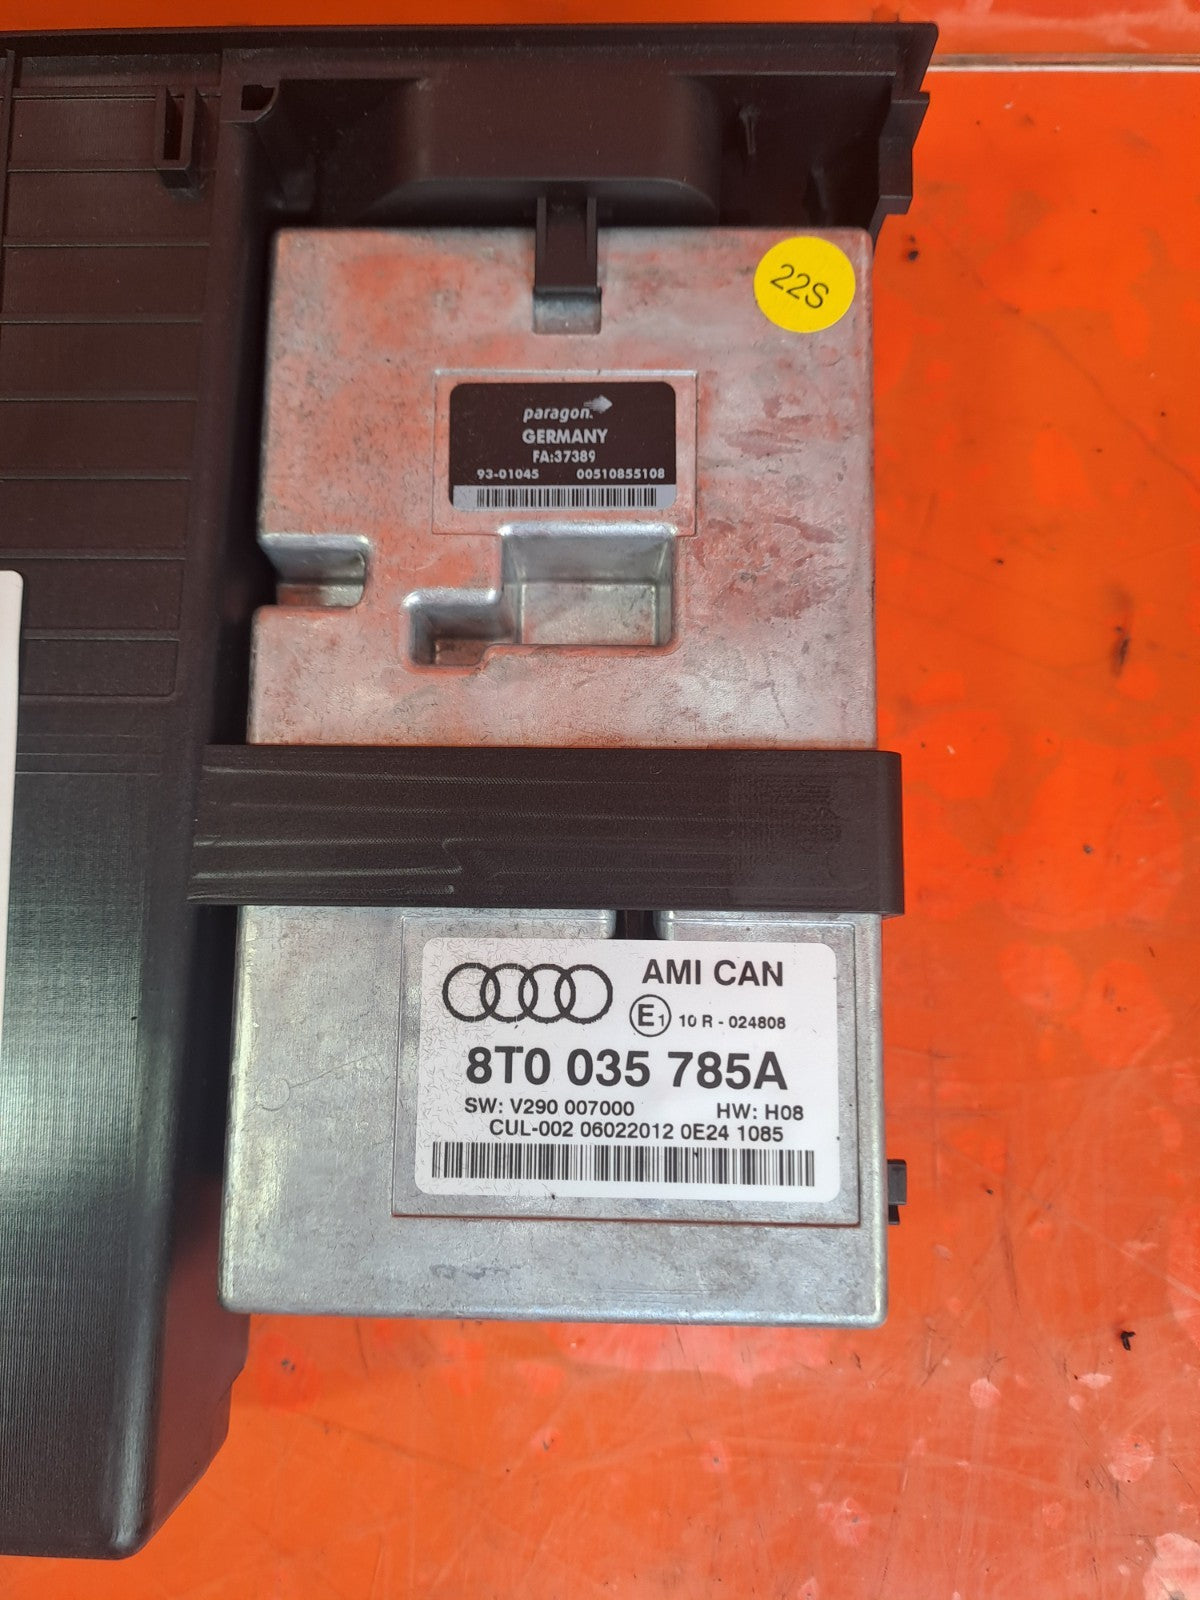 22S
paragon
GERMANY
FA:37389
93-01045 00510855108
AMI CAN
E1 10 R - 024808
8T0 035 785A
SW: V290 007000 HW: H08
CUL-002 06022012 0E24 1085